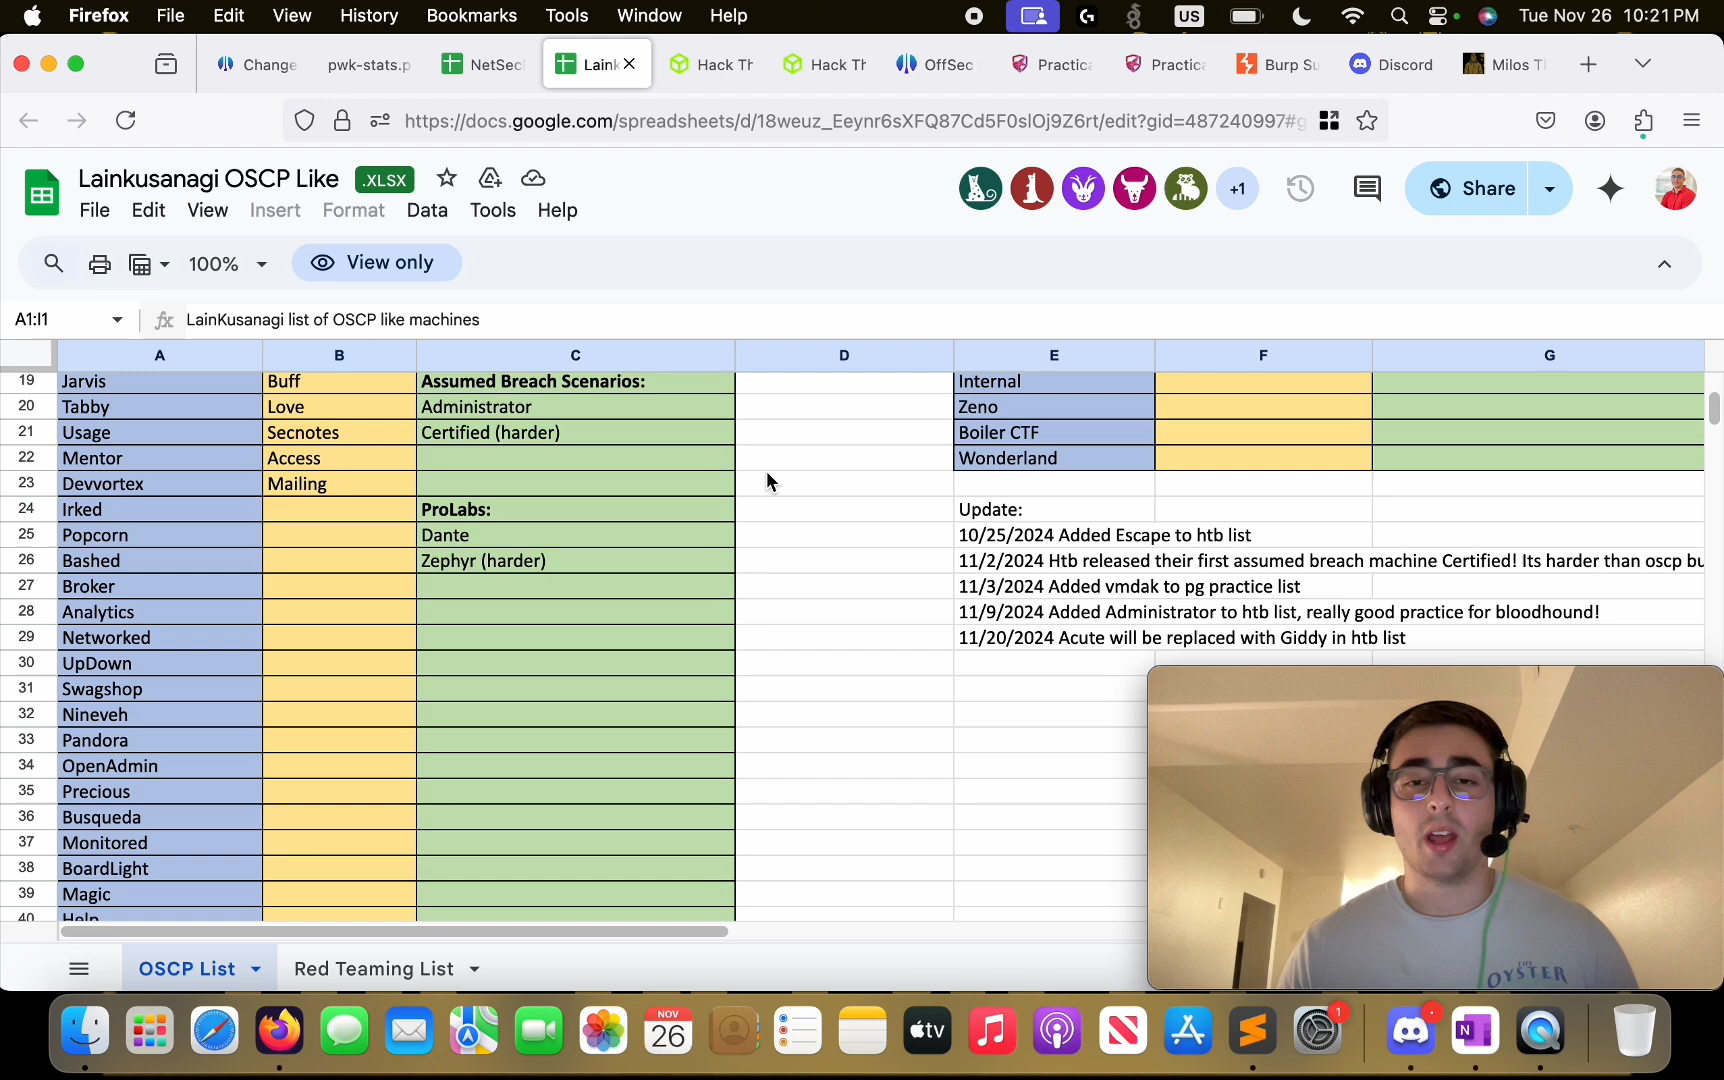 Firefox File Edit View History Bookmarks Tools Window Help US Tue Nov 26 10:21 PM
Change pwk-stats.p NetSec Laink Hack Th Hack Th OffSec Practica Practica Burp Su Discord Milos T
https://docs.google.com/spreadsheets/d/18weuz_Eeynr6sXFQ87Cd5F0slOj9Z6rt/edit?gid=487240997#g
Lainkusanagi OSCP Like .XLSX
+1 Share
File Edit View Insert Format Data Tools Help
100% View only
A1:I1 fx LainKusanagi list of OSCP like machines
A B C D E F G
19 Jarvis Buff Assumed Breach Scenarios: Internal
20 Tabby Love Administrator Zeno
21 Usage Secnotes Certified (harder) Boiler CTF
22 Mentor Access Wonderland
23 Devvortex Mailing
24 Irked ProLabs: Update:
25 Popcorn Dante 10/25/2024 Added Escape to htb list
26 Bashed Zephyr (harder) 11/2/2024 Htb released their first assumed breach machine Certified! Its harder than oscp bu
27 Broker 11/3/2024 Added vmdak to pg practice list
28 Analytics 11/9/2024 Added Administrator to htb list, really good practice for bloodhound!
29 Networked 11/20/2024 Acute will be replaced with Giddy in htb list
30 UpDown
31 Swagshop
32 Nineveh
33 Pandora
34 OpenAdmin
35 Precious
36 Busqueda
37 Monitored
38 BoardLight
39 Magic
40 Help
OYSTER
OSCP List Red Teaming List
NOV
26
tv
1
N